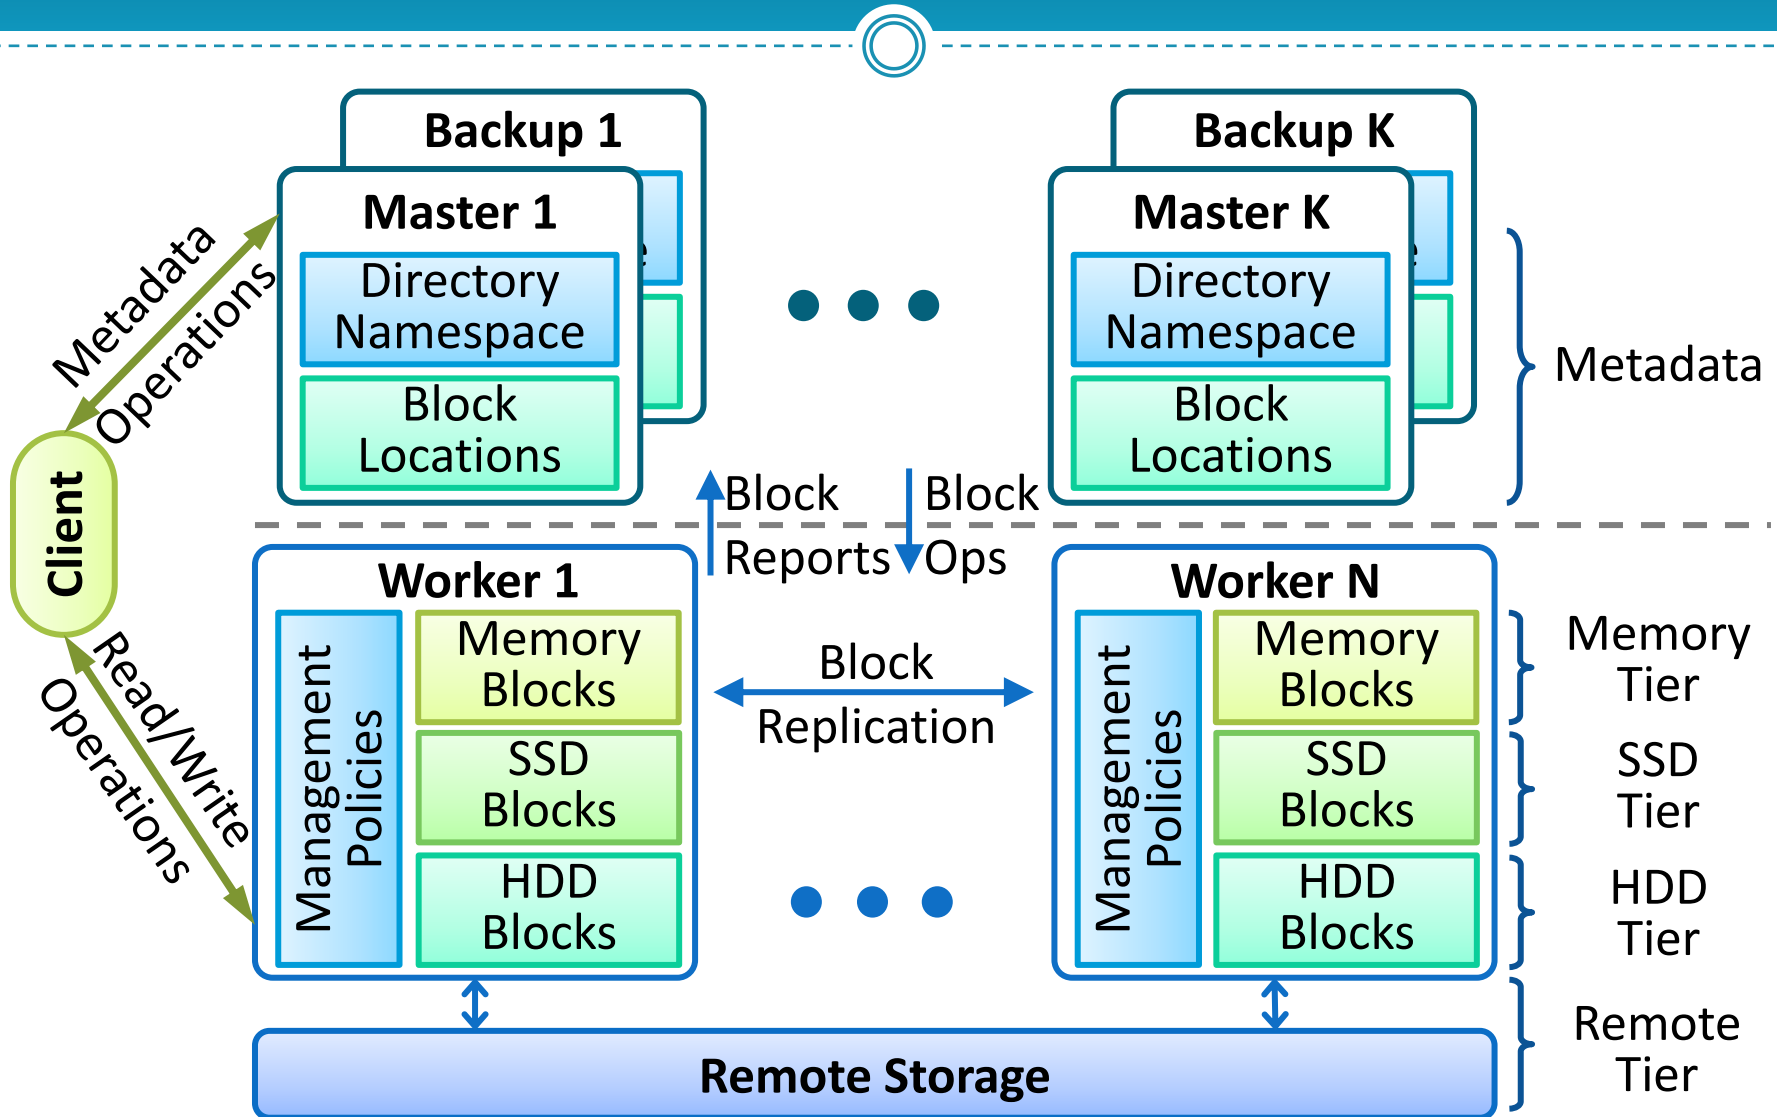 Backup 1
Master 1
Directory
Namespace
Block
Locations
Backup K
Master K
Directory
Namespace
Block
Locations
Metadata
Metadata
Operations
Client
Read/Write
Operations
Block
Reports
Block
Ops
Worker 1
Management
Policies
Memory
Blocks
SSD
Blocks
HDD
Blocks
Block
Replication
Worker N
Management
Policies
Memory
Blocks
SSD
Blocks
HDD
Blocks
Memory
Tier
SSD
Tier
HDD
Tier
Remote
Tier
Remote Storage